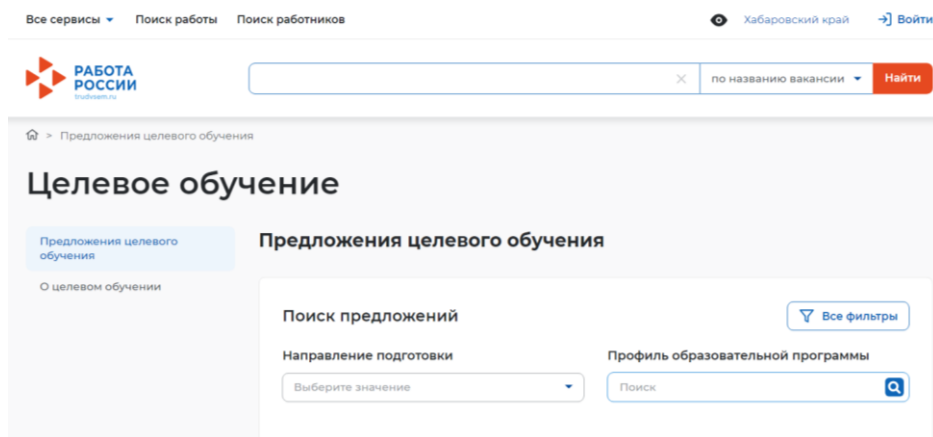 Все сервисы Поиск работы Поиск работников Хабаровский край Войти
РАБОТА
РОССИИ
trudvsem.ru
по названию вакансии Найти
> Предложения целевого обучения
Целевое обучение
Предложения целевого
обучения
О целевом обучении
Предложения целевого обучения
Поиск предложений Все фильтры
Направление подготовки Профиль образовательной программы
Выберите значение Поиск